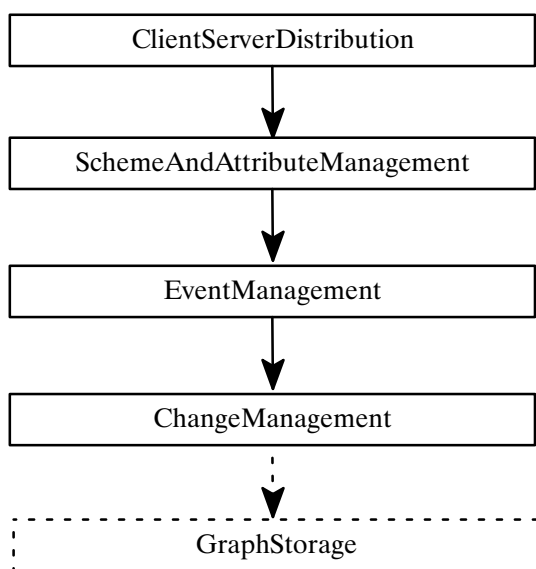 ClientServerDistribution
SchemeAndAttributeManagement
EventManagement
ChangeManagement
GraphStorage